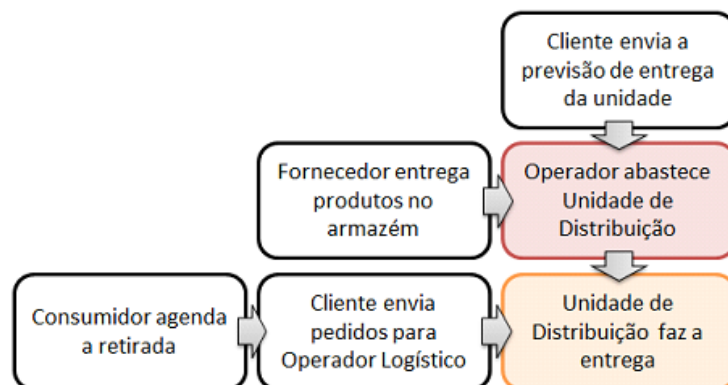 Cliente envia a
previsão de entrega
da unidade
Fornecedor entrega
produtos no
armazém
Operador abastece
Unidade de
Distribuição
Consumidor agenda
a retirada
Cliente envia
pedidos para
Operador Logístico
Unidade de
Distribuição faz a
entrega